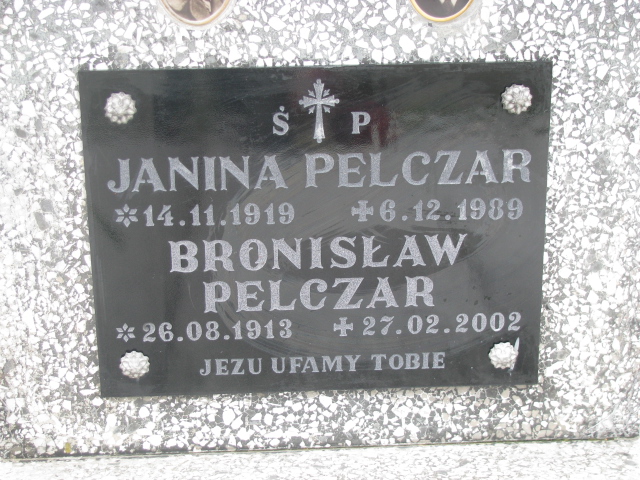 Ś P
JANINA PELCZAR
14.11.1919 6.12.1989
BRONISŁAW
PELCZAR
26.08.1913 27.02.2002
JEZU UFAMY TOBIE